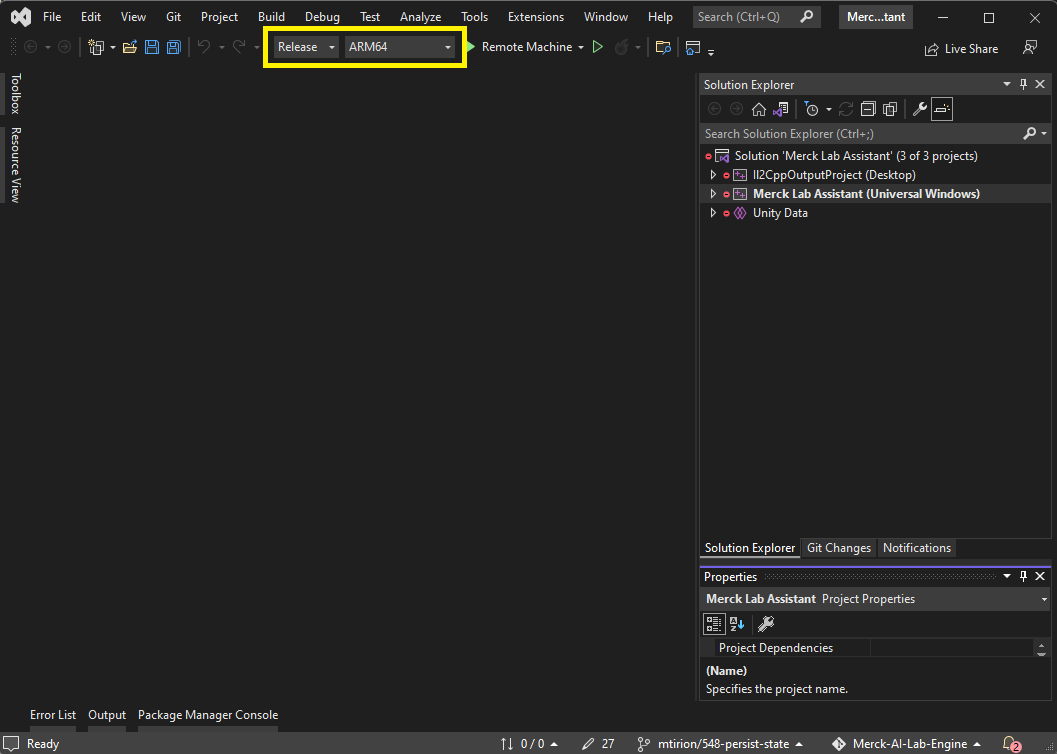 File Edit View Git Project Build Debug Test Analyze Tools Extensions Window Help Search (Ctrl+Q) Merc...tant
Release ARM64 Remote Machine Live Share
Toolbox
Resource View
Solution Explorer
Search Solution Explorer (Ctrl+;)
Solution 'Merck Lab Assistant' (3 of 3 projects)
Il2CppOutputProject (Desktop)
Merck Lab Assistant (Universal Windows)
Unity Data
Solution Explorer Git Changes Notifications
Properties
Merck Lab Assistant Project Properties
Project Dependencies
(Name)
Specifies the project name.
Error List Output Package Manager Console
Ready 0 / 0 27 mtirion/548-persist-state Merck-AI-Lab-Engine 2